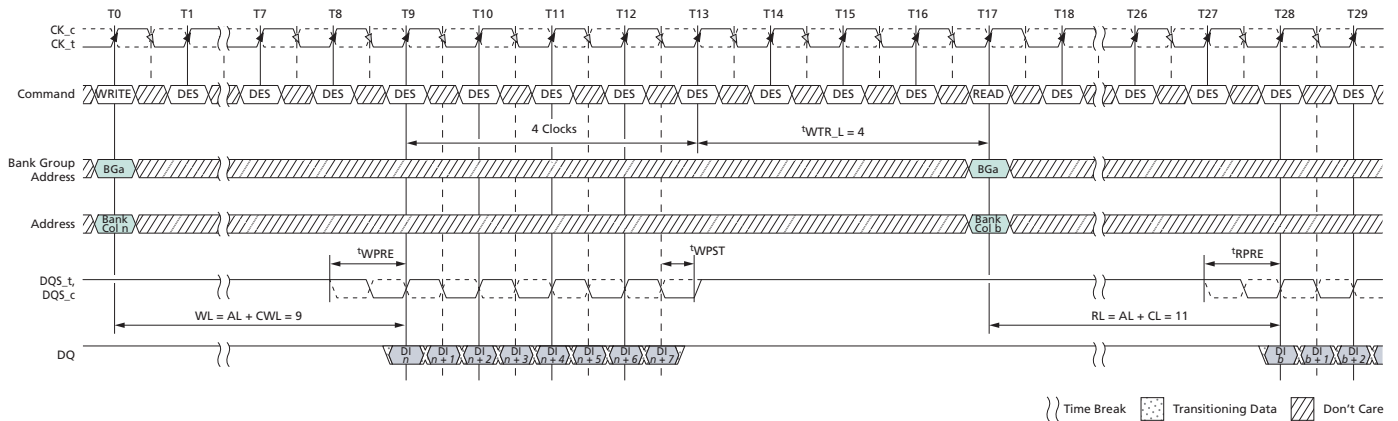 T0 T1 T7 T8 T9 T10 T11 T12 T13 T14 T15 T16 T17 T18 T26 T27 T28 T29
CK_c
CK_t
Command WRITE DES DES DES DES DES DES DES DES DES DES DES READ DES DES DES DES DES
4 Clocks tWTR_L = 4
Bank Group
Address BGa BGa
Address Bank
Col n Bank
Col b
tWPRE tWPST tRPRE
DQS_t,
DQS_c
WL = AL + CWL = 9 RL = AL + CL = 11
DQ DI
n DI
n + 1 DI
n + 2 DI
n + 3 DI
n + 4 DI
n + 5 DI
n + 6 DI
n + 7 DI
b DI
b + 1 DI
b + 2
Time Break Transitioning Data Don't Care